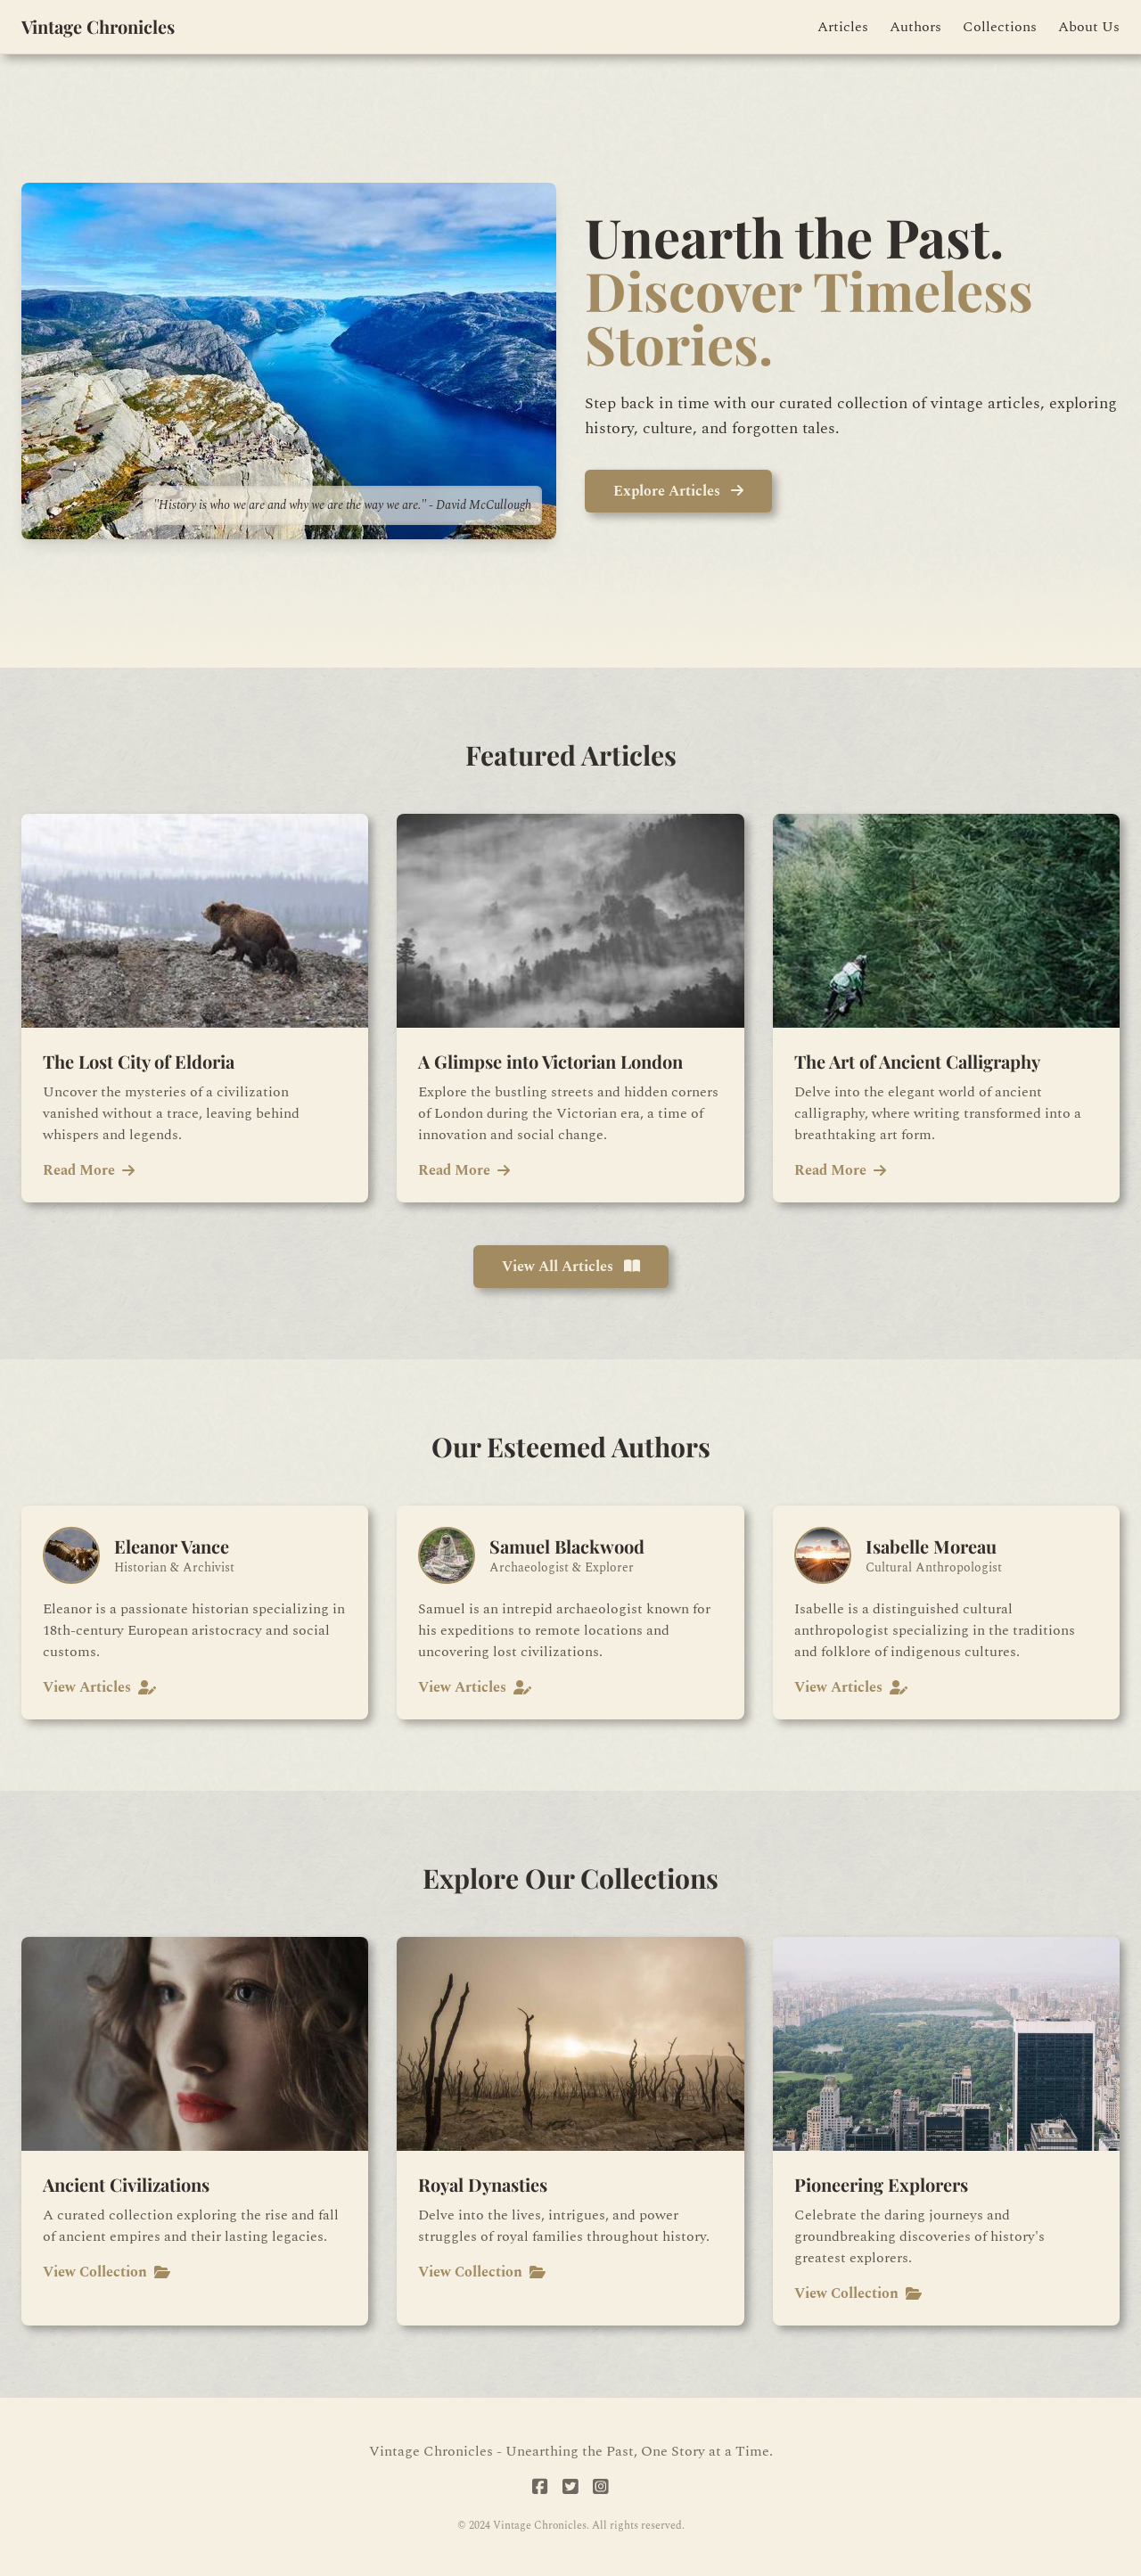 Vintage Chronicles
Articles Authors Collections About Us
Unearth the Past.
Discover Timeless
Stories.
Step back in time with our curated collection of vintage articles, exploring
history, culture, and forgotten tales.
Explore Articles
"History is who we are and why we are the way we are." - David McCullough
Featured Articles
The Lost City of Eldoria
Uncover the mysteries of a civilization
vanished without a trace, leaving behind
whispers and legends.
Read More
A Glimpse into Victorian London
Explore the bustling streets and hidden corners
of London during the Victorian era, a time of
innovation and social change.
Read More
The Art of Ancient Calligraphy
Delve into the elegant world of ancient
calligraphy, where writing transformed into a
breathtaking art form.
Read More
View All Articles
Our Esteemed Authors
Eleanor Vance
Historian & Archivist
Eleanor is a passionate historian specializing in
18th-century European aristocracy and social
customs.
View Articles
Samuel Blackwood
Archaeologist & Explorer
Samuel is an intrepid archaeologist known for
his expeditions to remote locations and
uncovering lost civilizations.
View Articles
Isabelle Moreau
Cultural Anthropologist
Isabelle is a distinguished cultural
anthropologist specializing in the traditions
and folklore of indigenous cultures.
View Articles
Explore Our Collections
Ancient Civilizations
A curated collection exploring the rise and fall
of ancient empires and their lasting legacies.
View Collection
Royal Dynasties
Delve into the lives, intrigues, and power
struggles of royal families throughout history.
View Collection
Pioneering Explorers
Celebrate the daring journeys and
groundbreaking discoveries of history's
greatest explorers.
View Collection
Vintage Chronicles - Unearthing the Past, One Story at a Time.
© 2024 Vintage Chronicles. All rights reserved.